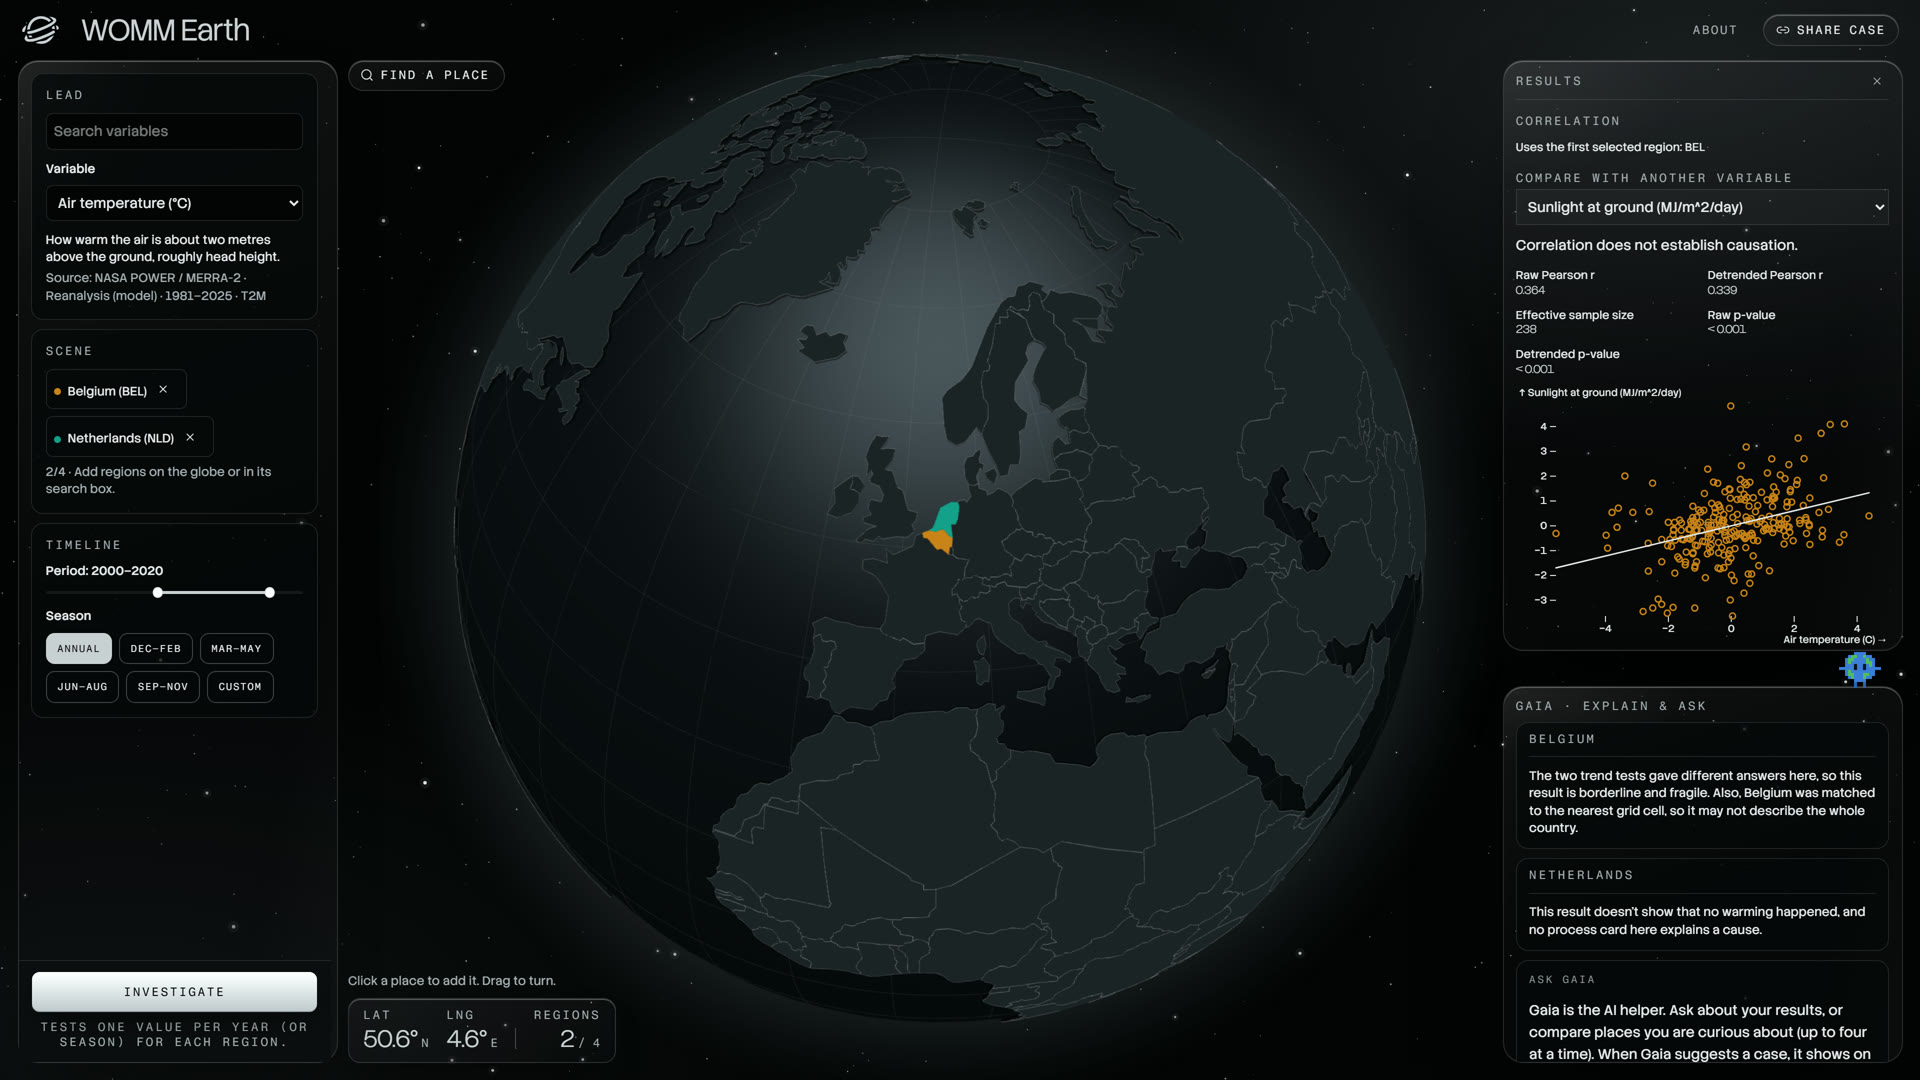 WOMM Earth
ABOUT
SHARE CASE
LEAD
Search variables
Variable
Air temperature (°C)
How warm the air is about two metres
above the ground, roughly head height.
Source: NASA POWER / MERRA-2 ·
Reanalysis (model) · 1981–2025 · T2M
SCENE
Belgium (BEL) ×
Netherlands (NLD) ×
2/4 · Add regions on the globe or in its
search box.
TIMELINE
Period: 2000–2020
Season
ANNUAL
DEC–FEB
MAR–MAY
JUN–AUG
SEP–NOV
CUSTOM
INVESTIGATE
TESTS ONE VALUE PER YEAR (OR
SEASON) FOR EACH REGION.
FIND A PLACE
Click a place to add it. Drag to turn.
LAT
50.6° N
LNG
4.6° E
REGIONS
2 / 4
RESULTS
×
CORRELATION
Uses the first selected region: BEL
COMPARE WITH ANOTHER VARIABLE
Sunlight at ground (MJ/m^2/day)
Correlation does not establish causation.
Raw Pearson r
0.364
Detrended Pearson r
0.339
Effective sample size
238
Raw p-value
<0.001
Detrended p-value
<0.001
↑ Sunlight at ground (MJ/m^2/day)
4
3
2
1
0
−1
−2
−3
−4
−2
0
2
4
Air temperature (C) →
GAIA · EXPLAIN & ASK
BELGIUM
The two trend tests gave different answers here, so this
result is borderline and fragile. Also, Belgium was matched
to the nearest grid cell, so it may not describe the whole
country.
NETHERLANDS
This result doesn't show that no warming happened, and
no process card here explains a cause.
ASK GAIA
Gaia is the AI helper. Ask about your results, or
compare places you are curious about (up to four
at a time). When Gaia suggests a case, it shows on